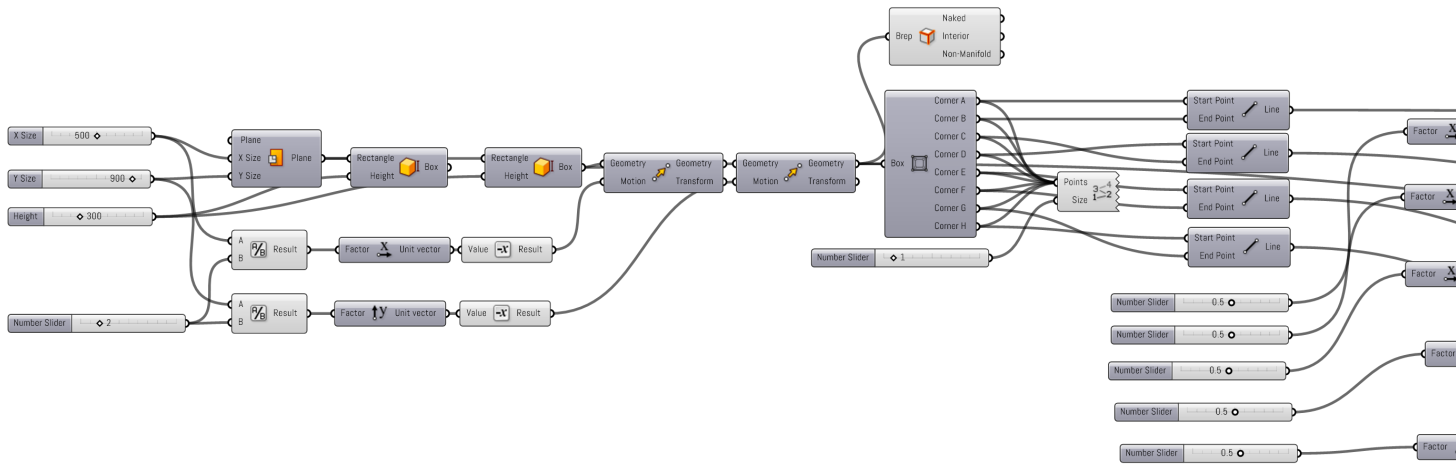 Naked
Brep Interior
Non-Manifold
X Size 500
Y Size 900
Height 300
Plane
X Size Plane
Y Size
Rectangle Box
Height
Rectangle Box
Height
Geometry Geometry
Motion Transform
Geometry Geometry
Motion Transform
A Result
B
A/B
Factor X Unit vector
Value -x Result
A Result
B
A/B
Factor y Unit vector
Value -x Result
Number Slider 2
Corner A
Corner B
Corner C
Corner D
Box
Corner E
Corner F
Corner G
Corner H
Points 3 4
Size 1 2
Number Slider 1
Start Point Line
End Point
Start Point Line
End Point
Start Point Line
End Point
Start Point Line
End Point
Factor X
Factor X
Factor X
Number Slider 0.5
Number Slider 0.5
Number Slider 0.5
Number Slider 0.5
Number Slider 0.5
Factor
Factor